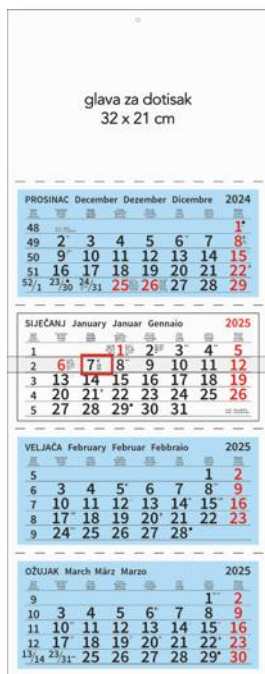 glava za dotisak
32 x 21 cm
PROSINAC December Dezember Dicembre 2024
48 1
49 2 3 4 5 6 7 8
50 9 10 11 12 13 14 15
51 16 17 18 19 20 21 22
52/1 23/30 24/31 25 26 27 28 29
SIJEČANJ January Januar Gennaio 2025
1 1 2 3 4 5
2 6 7 8 9 10 11 12
3 13 14 15 16 17 18 19
4 20 21 22 23 24 25 26
5 27 28 29 30 31
VELJAČA February Februar Febbraio 2025
5 1 2
6 3 4 5 6 7 8 9
7 10 11 12 13 14 15 16
8 17 18 19 20 21 22 23
9 24 25 26 27 28
OŽUJAK March März Marzo 2025
9 1 2
10 3 4 5 6 7 8 9
11 10 11 12 13 14 15 16
12 17 18 19 20 21 22 23
13/14 23/31 25 26 27 28 29 30